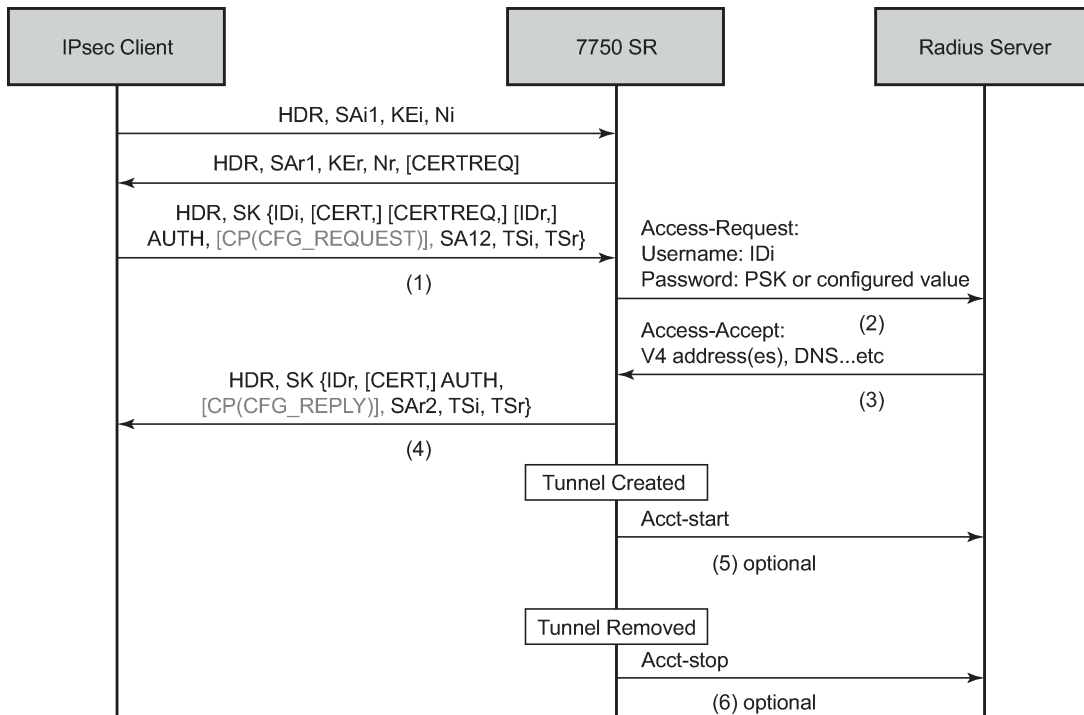 IPsec Client
7750 SR
Radius Server
HDR, SAi1, KEi, Ni
HDR, SAr1, KEr, Nr, [CERTREQ]
HDR, SK {IDi, [CERT,] [CERTREQ,] [IDr,]
AUTH, [CP(CFG_REQUEST)], SA12, TSi, TSr}
(1)
Access-Request:
Username: IDi
Password: PSK or configured value
(2)
Access-Accept:
V4 address(es), DNS...etc
(3)
HDR, SK {IDr, [CERT,] AUTH,
[CP(CFG_REPLY)], SAr2, TSi, TSr}
(4)
Tunnel Created
Acct-start
(5) optional
Tunnel Removed
Acct-stop
(6) optional